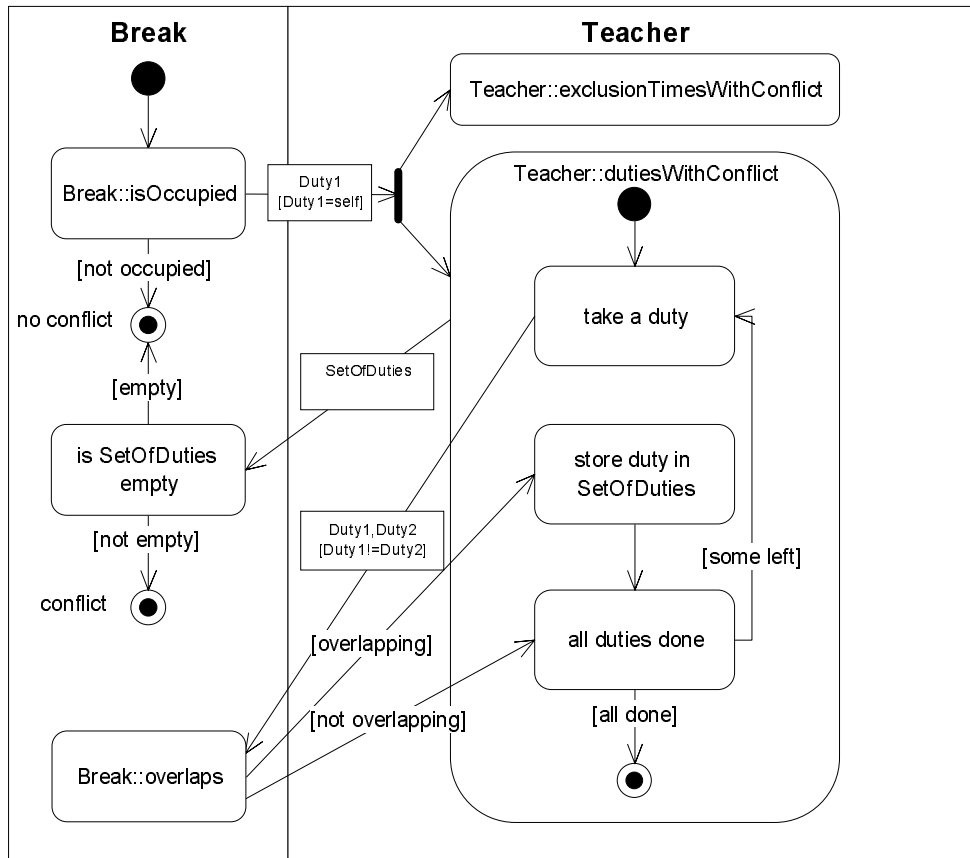 Break
Teacher
Teacher::exclusionTimesWithConflict
Teacher::dutiesWithConflict
Break::isOccupied
Duty1
[Duty1=self]
[not occupied]
no conflict
take a duty
SetOfDuties
[empty]
is SetOfDuties
empty
store duty in
SetOfDuties
[not empty]
Duty1,Duty2
[Duty1!=Duty2]
[some left]
conflict
[overlapping]
all duties done
[not overlapping]
[all done]
Break::overlaps